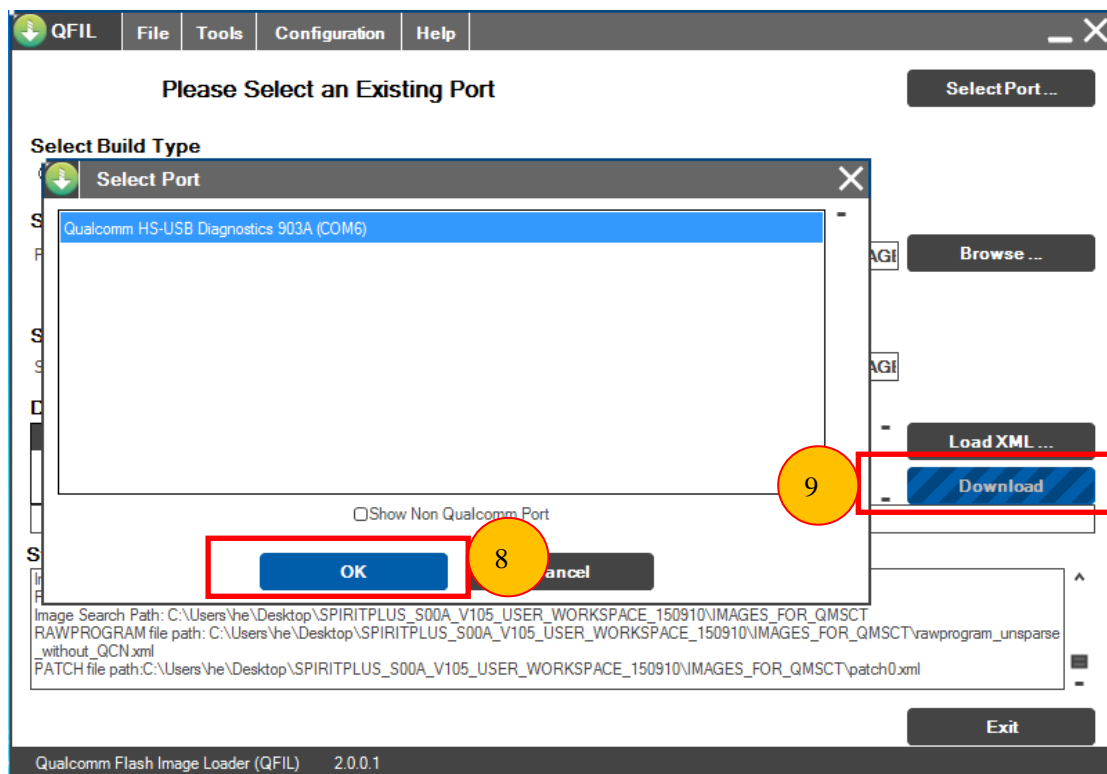 QFIL File Tools Configuration Help
Please Select an Existing Port
Select Port ...
Select Build Type
Select Port
Qualcomm HS-USB Diagnostics 903A (COM6)
AGE
Browse ...
AGE
Load XML ...
9
Download
Show Non Qualcomm Port
8
OK
ancel
Image Search Path: C:\Users\he\Desktop\SPIRITPLUS_S00A_V105_USER_WORKSPACE_150910\IMAGES_FOR_QMSCT
RAWPROGRAM file path: C:\Users\he\Desktop\SPIRITPLUS_S00A_V105_USER_WORKSPACE_150910\IMAGES_FOR_QMSCT\rawprogram_unsparse
_without_QCN.xml
PATCH file path:C:\Users\he\Desktop\SPIRITPLUS_S00A_V105_USER_WORKSPACE_150910\IMAGES_FOR_QMSCT\patch0.xml
Exit
Qualcomm Flash Image Loader (QFIL) 2.0.0.1